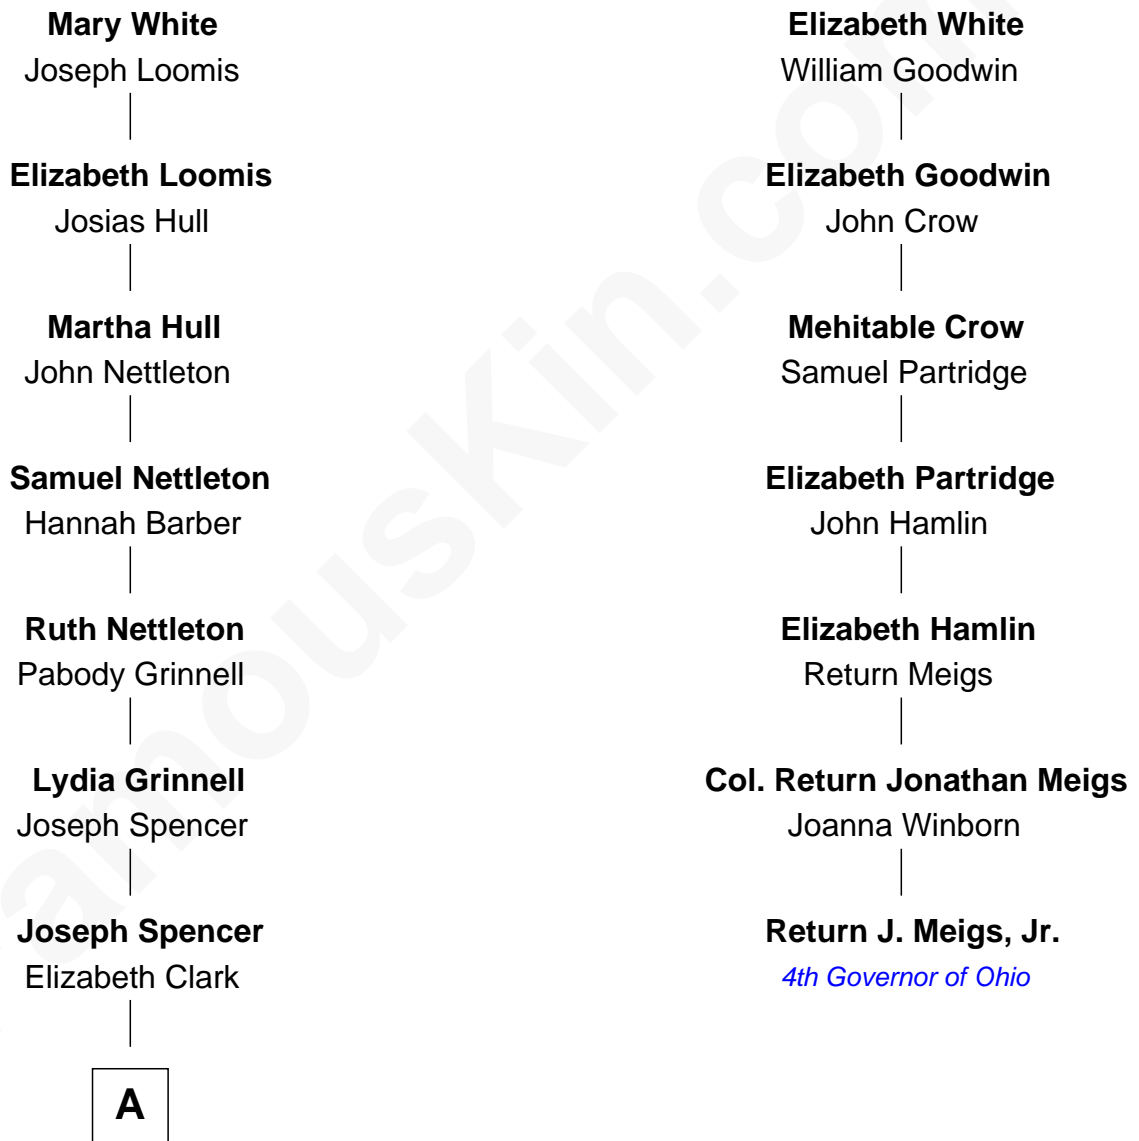 Mary White
Joseph Loomis
Elizabeth Loomis
Josias Hull
Martha Hull
John Nettleton
Samuel Nettleton
Hannah Barber
Ruth Nettleton
Pabody Grinnell
Lydia Grinnell
Joseph Spencer
Joseph Spencer
Elizabeth Clark
A
Elizabeth White
William Goodwin
Elizabeth Goodwin
John Crow
Mehitable Crow
Samuel Partridge
Elizabeth Partridge
John Hamlin
Elizabeth Hamlin
Return Meigs
Col. Return Jonathan Meigs
Joanna Winborn
Return J. Meigs, Jr.
4th Governor of Ohio
amouskin.com